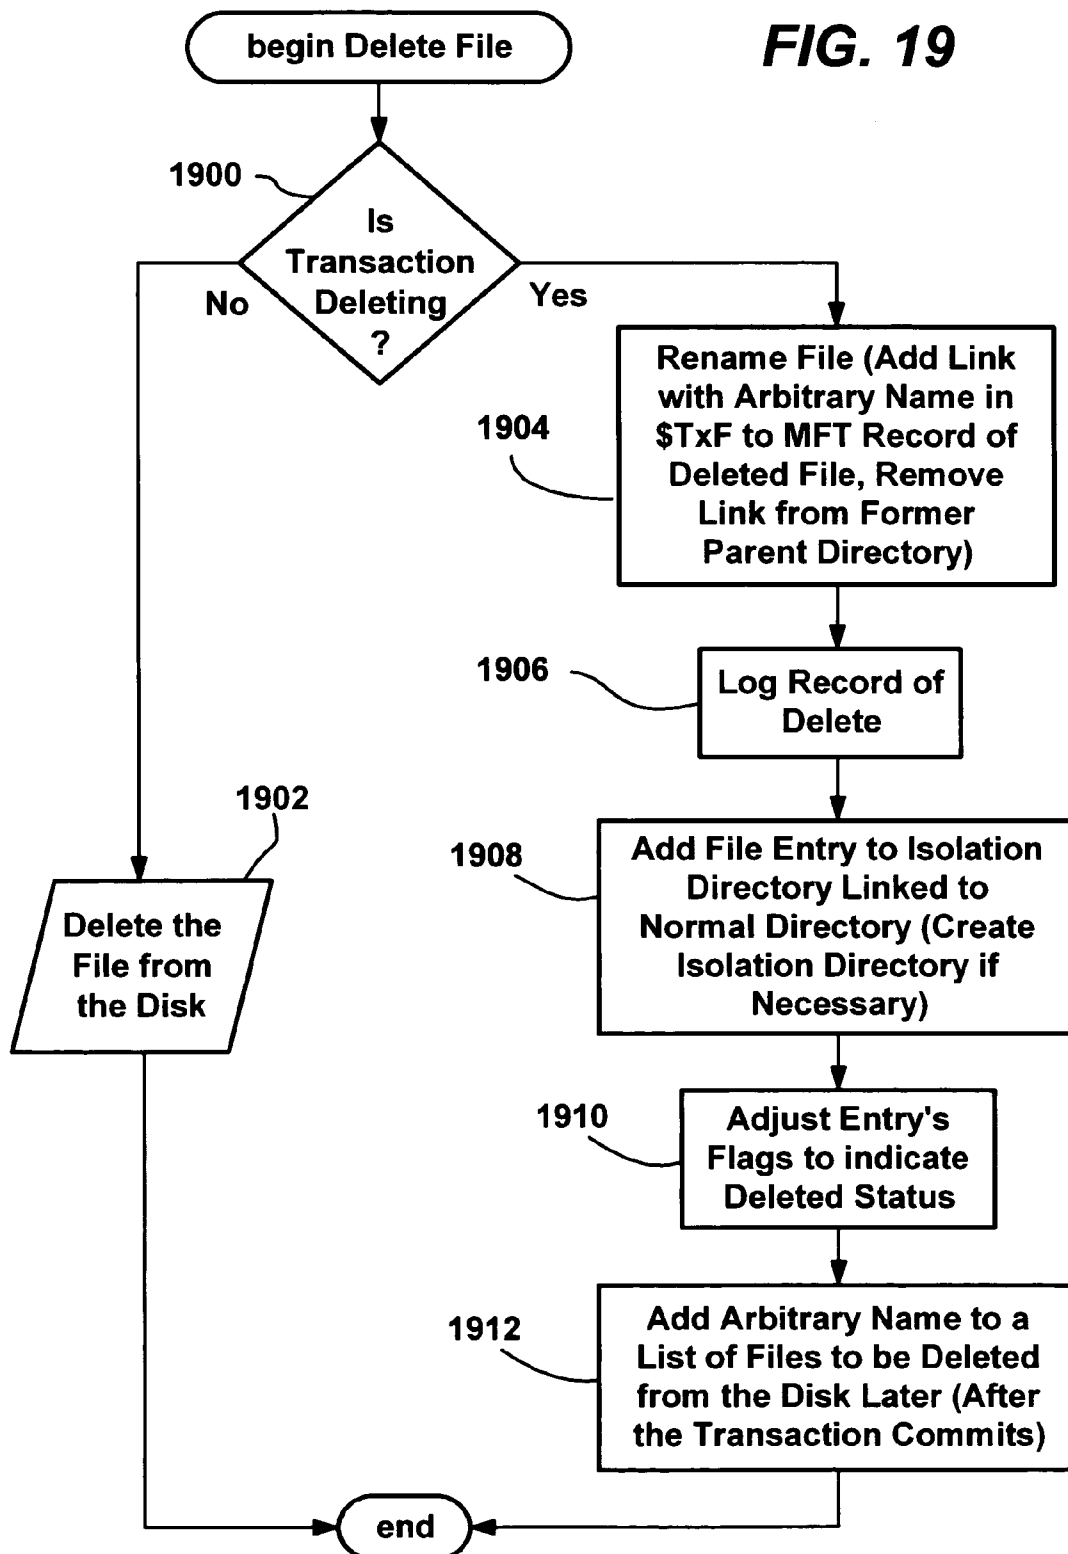 begin Delete File
FIG. 19
1900
Is
Transaction
Deleting
?
No
Yes
Rename File (Add Link
with Arbitrary Name in
$TxF to MFT Record of
Deleted File, Remove
Link from Former
Parent Directory)
1904
1906
Log Record of
Delete
1902
Delete the
File from
the Disk
1908
Add File Entry to Isolation
Directory Linked to
Normal Directory (Create
Isolation Directory if
Necessary)
1910
Adjust Entry's
Flags to indicate
Deleted Status
1912
Add Arbitrary Name to a
List of Files to be Deleted
from the Disk Later (After
the Transaction Commits)
end